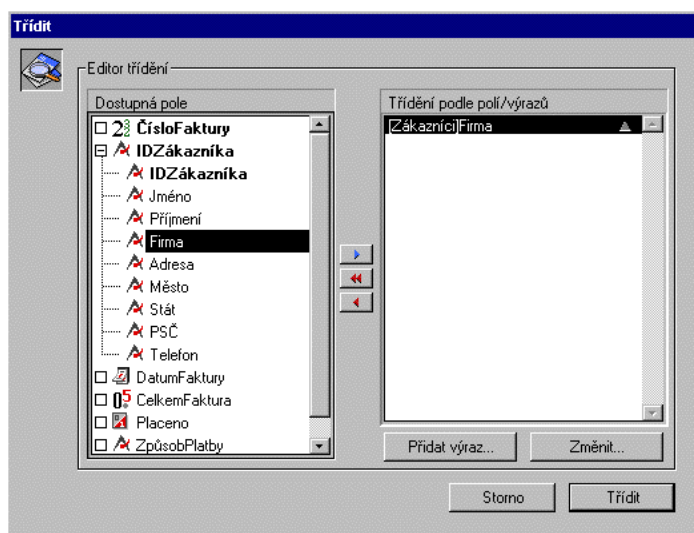 Třídit
Editor třídění
Dostupná pole
ČísloFaktury
IDZákazníka
IDZákazníka
Jméno
Příjmení
Firma
Adresa
Město
Stát
PSČ
Telefon
DatumFaktury
CelkemFaktura
Placeno
ZpůsobPlatby
Třídění podle polí/výrazů
[Zákazníci]Firma
Přidat výraz...
Změnit...
Storno
Třídit